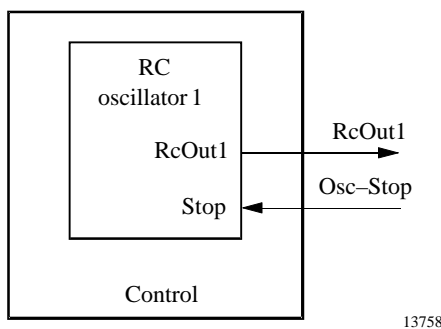 RC
oscillator 1
RcOut1
RcOut1
Osc–Stop
Stop
Control
13758